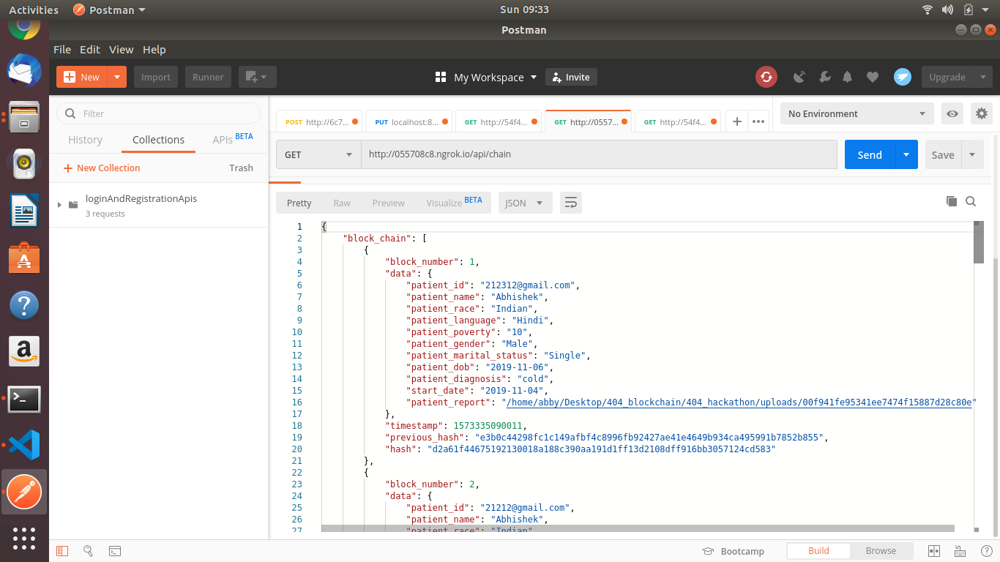 Activities Postman Sun 09:33
Postman
File Edit View Help
New Import Runner My Workspace Invite Upgrade
Filter
History Collections APIs BETA
New Collection Trash
loginAndRegistrationApis
3 requests
POST http://6c7... PUT localhost:8... GET http://54f4... GET http://0557... GET http://54f4... No Environment
GET http://055708c8.ngrok.io/api/chain Send Save
Pretty Raw Preview Visualize BETA JSON
1 {
2 "block_chain": [
3 {
4 "block_number": 1,
5 "data": {
6 "patient_id": "212312@gmail.com",
7 "patient_name": "Abhishek",
8 "patient_race": "Indian",
9 "patient_language": "Hindi",
10 "patient_poverty": "10",
11 "patient_gender": "Male",
12 "patient_marital_status": "Single",
13 "patient_dob": "2019-11-06",
14 "patient_diagnosis": "cold",
15 "start_date": "2019-11-04",
16 "patient_report": "/home/abby/Desktop/404_blockchain/404_hackathon/uploads/00f941fe95341ee7474f15887d28c80e"
17 },
18 "timestamp": 1573335090011,
19 "previous_hash": "e3b0c44298fc1c149afbf4c8996fb92427ae41e4649b934ca495991b7852b855",
20 "hash": "d2a61f44675192130018a188c390aa191d1ff13d2108dff916bb3057124cd583"
21 },
22 {
23 "block_number": 2,
24 "data": {
25 "patient_id": "21212@gmail.com",
26 "patient_name": "Abhishek",
27 "patient_race": "Indian"
Bootcamp Build Browse